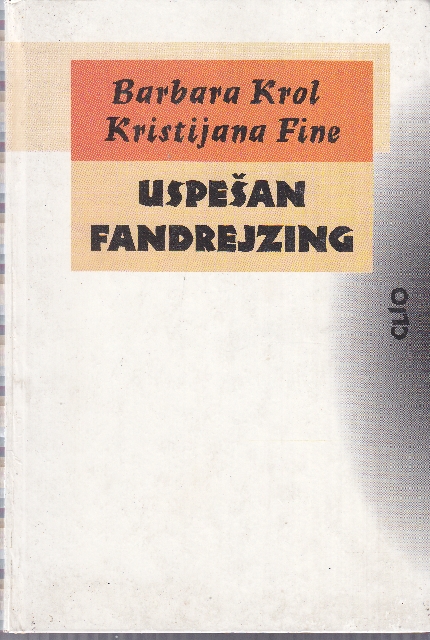 Barbara Krol
Kristijana Fine
USPEŠAN
FANDREJZING
clio